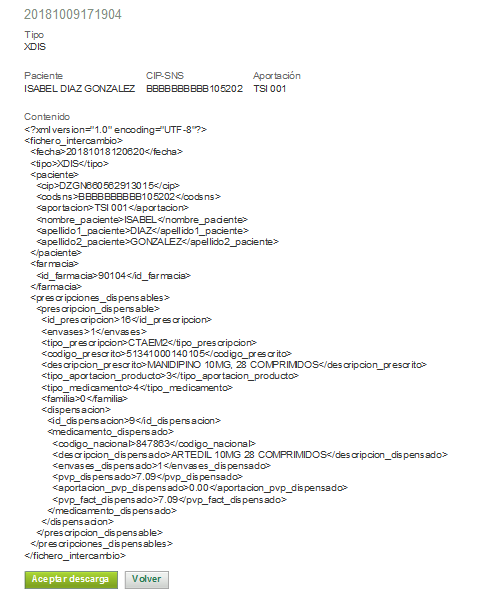 20181009171904
Tipo
XDIS
Paciente CIP-SNS Aportación
ISABEL DIAZ GONZALEZ BBBBBBBBBB105202 TSI 001
Contenido
<?xml version="1.0" encoding="UTF-8"?>
<fichero_intercambio>
<fecha>20181018120620</fecha>
<tipo>XDIS</tipo>
<paciente>
<cip>DZGN660562913015</cip>
<codsns>BBBBBBBBBB105202</codsns>
<aportacion>TSI 001</aportacion>
<nombre_paciente>ISABEL</nombre_paciente>
<apellido1_paciente>DIAZ</apellido1_paciente>
<apellido2_paciente>GONZALEZ</apellido2_paciente>
</paciente>
<farmacia>
<id_farmacia>90104</id_farmacia>
</farmacia>
<prescripciones_dispensables>
<prescripcion_dispensable>
<id_prescripcion>16</id_prescripcion>
<envases>1</envases>
<tipo_prescripcion>CTAEM2</tipo_prescripcion>
<codigo_prescrito>51341000140105</codigo_prescrito>
<descripcion_prescrito>MANIDIPINO 10MG, 28 COMPRIMIDOS</descripcion_prescrito>
<tipo_aportacion_producto>3</tipo_aportacion_producto>
<tipo_medicamento>4</tipo_medicamento>
<familia>0</familia>
<dispensacion>
<id_dispensacion>9</id_dispensacion>
<medicamento_dispensado>
<codigo_nacional>847863</codigo_nacional>
<descripcion_dispensado>ARTEDIL 10MG 28 COMPRIMIDOS</descripcion_dispensado>
<envases_dispensado>1</envases_dispensado>
<pvp_dispensado>7.09</pvp_dispensado>
<aportacion_pvp_dispensado>0.00</aportacion_pvp_dispensado>
<pvp_fact_dispensado>7.09</pvp_fact_dispensado>
</medicamento_dispensado>
</dispensacion>
</prescripcion_dispensable>
</prescripciones_dispensables>
</fichero_intercambio>
Aceptar descarga Volver